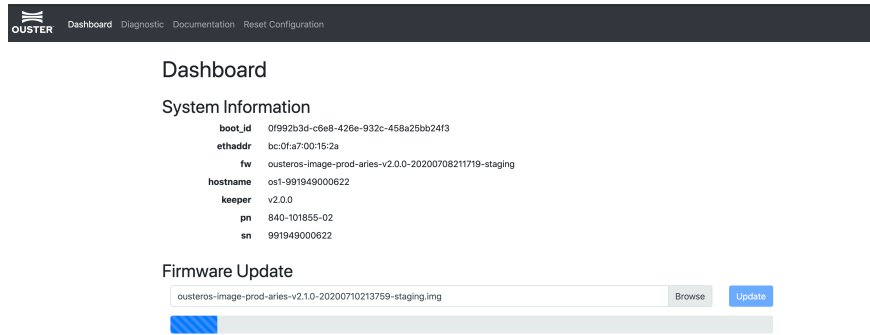 OUSTER Dashboard Diagnostic Documentation Reset Configuration
Dashboard
System Information
boot_id 0f992b3d-c6e8-426e-932c-458a25bb24f3
ethaddr bc:0f:a7:00:15:2a
fw ousteros-image-prod-aries-v2.0.0-20200708211719-staging
hostname os1-991949000622
keeper v2.0.0
pn 840-101855-02
sn 991949000622
Firmware Update
ousteros-image-prod-aries-v2.1.0-20200710213759-staging.img Browse Update